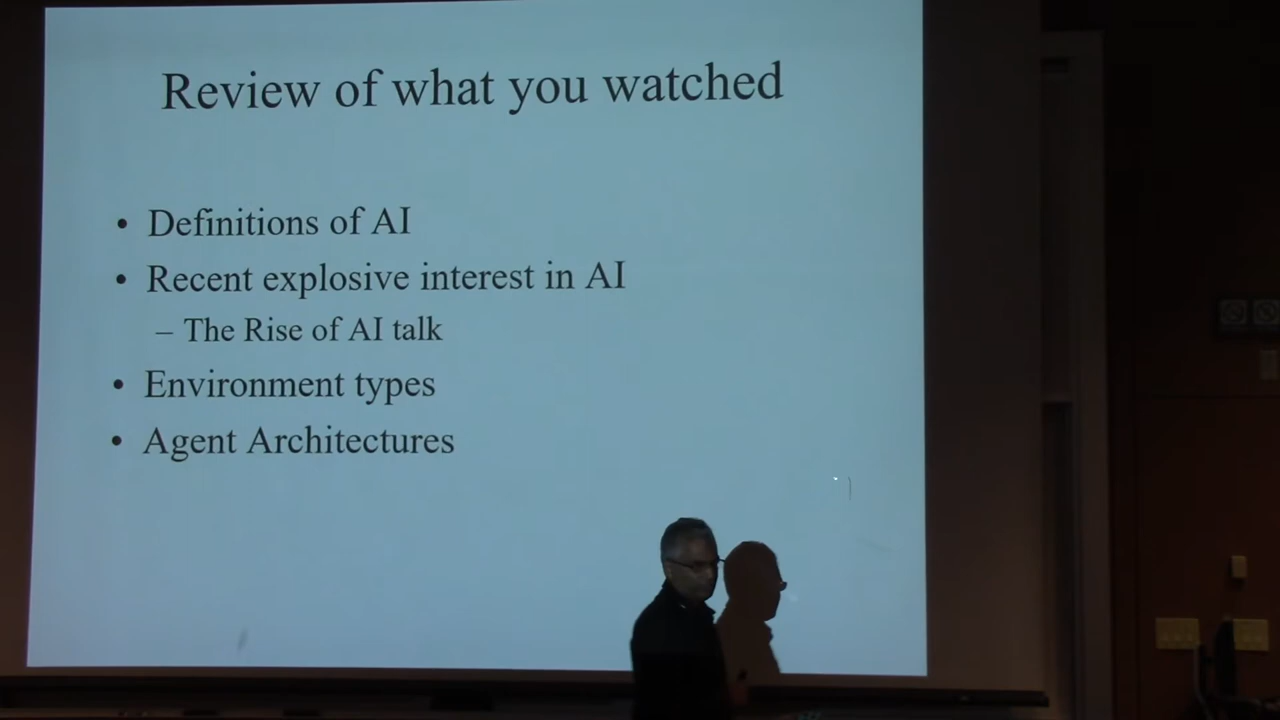 Review of what you watched
• Definitions of AI
• Recent explosive interest in AI
– The Rise of AI talk
• Environment types
• Agent Architectures